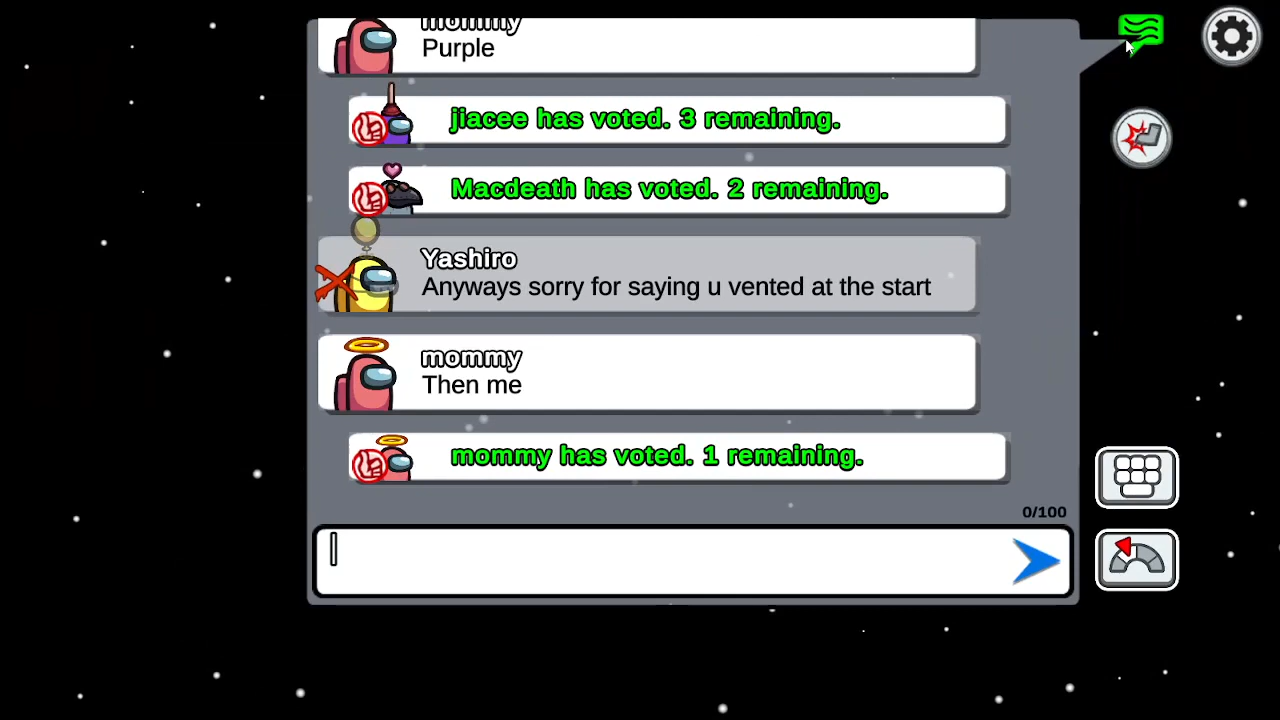 mommy
Purple
jiacee has voted. 3 remaining.
Macdeath has voted. 2 remaining.
Yashiro
Anyways sorry for saying u vented at the start
mommy
Then me
mommy has voted. 1 remaining.
0/100